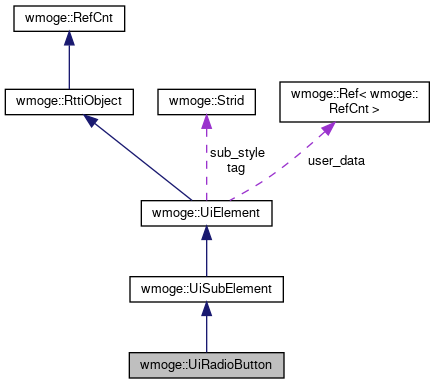 wmoge::RefCnt
wmoge::RttiObject
wmoge::Strid
wmoge::Ref< wmoge::
RefCnt >
sub_style
tag
user_data
wmoge::UiElement
wmoge::UiSubElement
wmoge::UiRadioButton